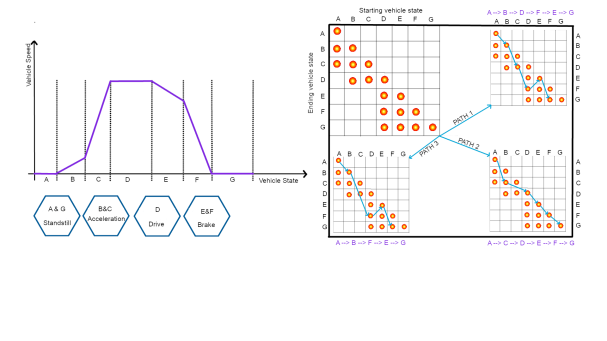 Vehicle Speed
A B C D E F G
Vehicle State
A & G
Standstill
B&C
Acceleration
D
Drive
E&F
Brake
Starting vehicle state
A B C D E F G
Ending vehicle state
A
B
C
D
E
F
G
PATH 1
PATH 2
PATH 3
A --> B --> D --> F --> E --> G
A B C D E F G
A
B
C
D
E
F
G
A B C D E F G
A
B
C
D
E
F
G
A --> B --> F --> E --> G
A B C D E F G
A
B
C
D
E
F
G
A --> C --> D --> E --> F --> G